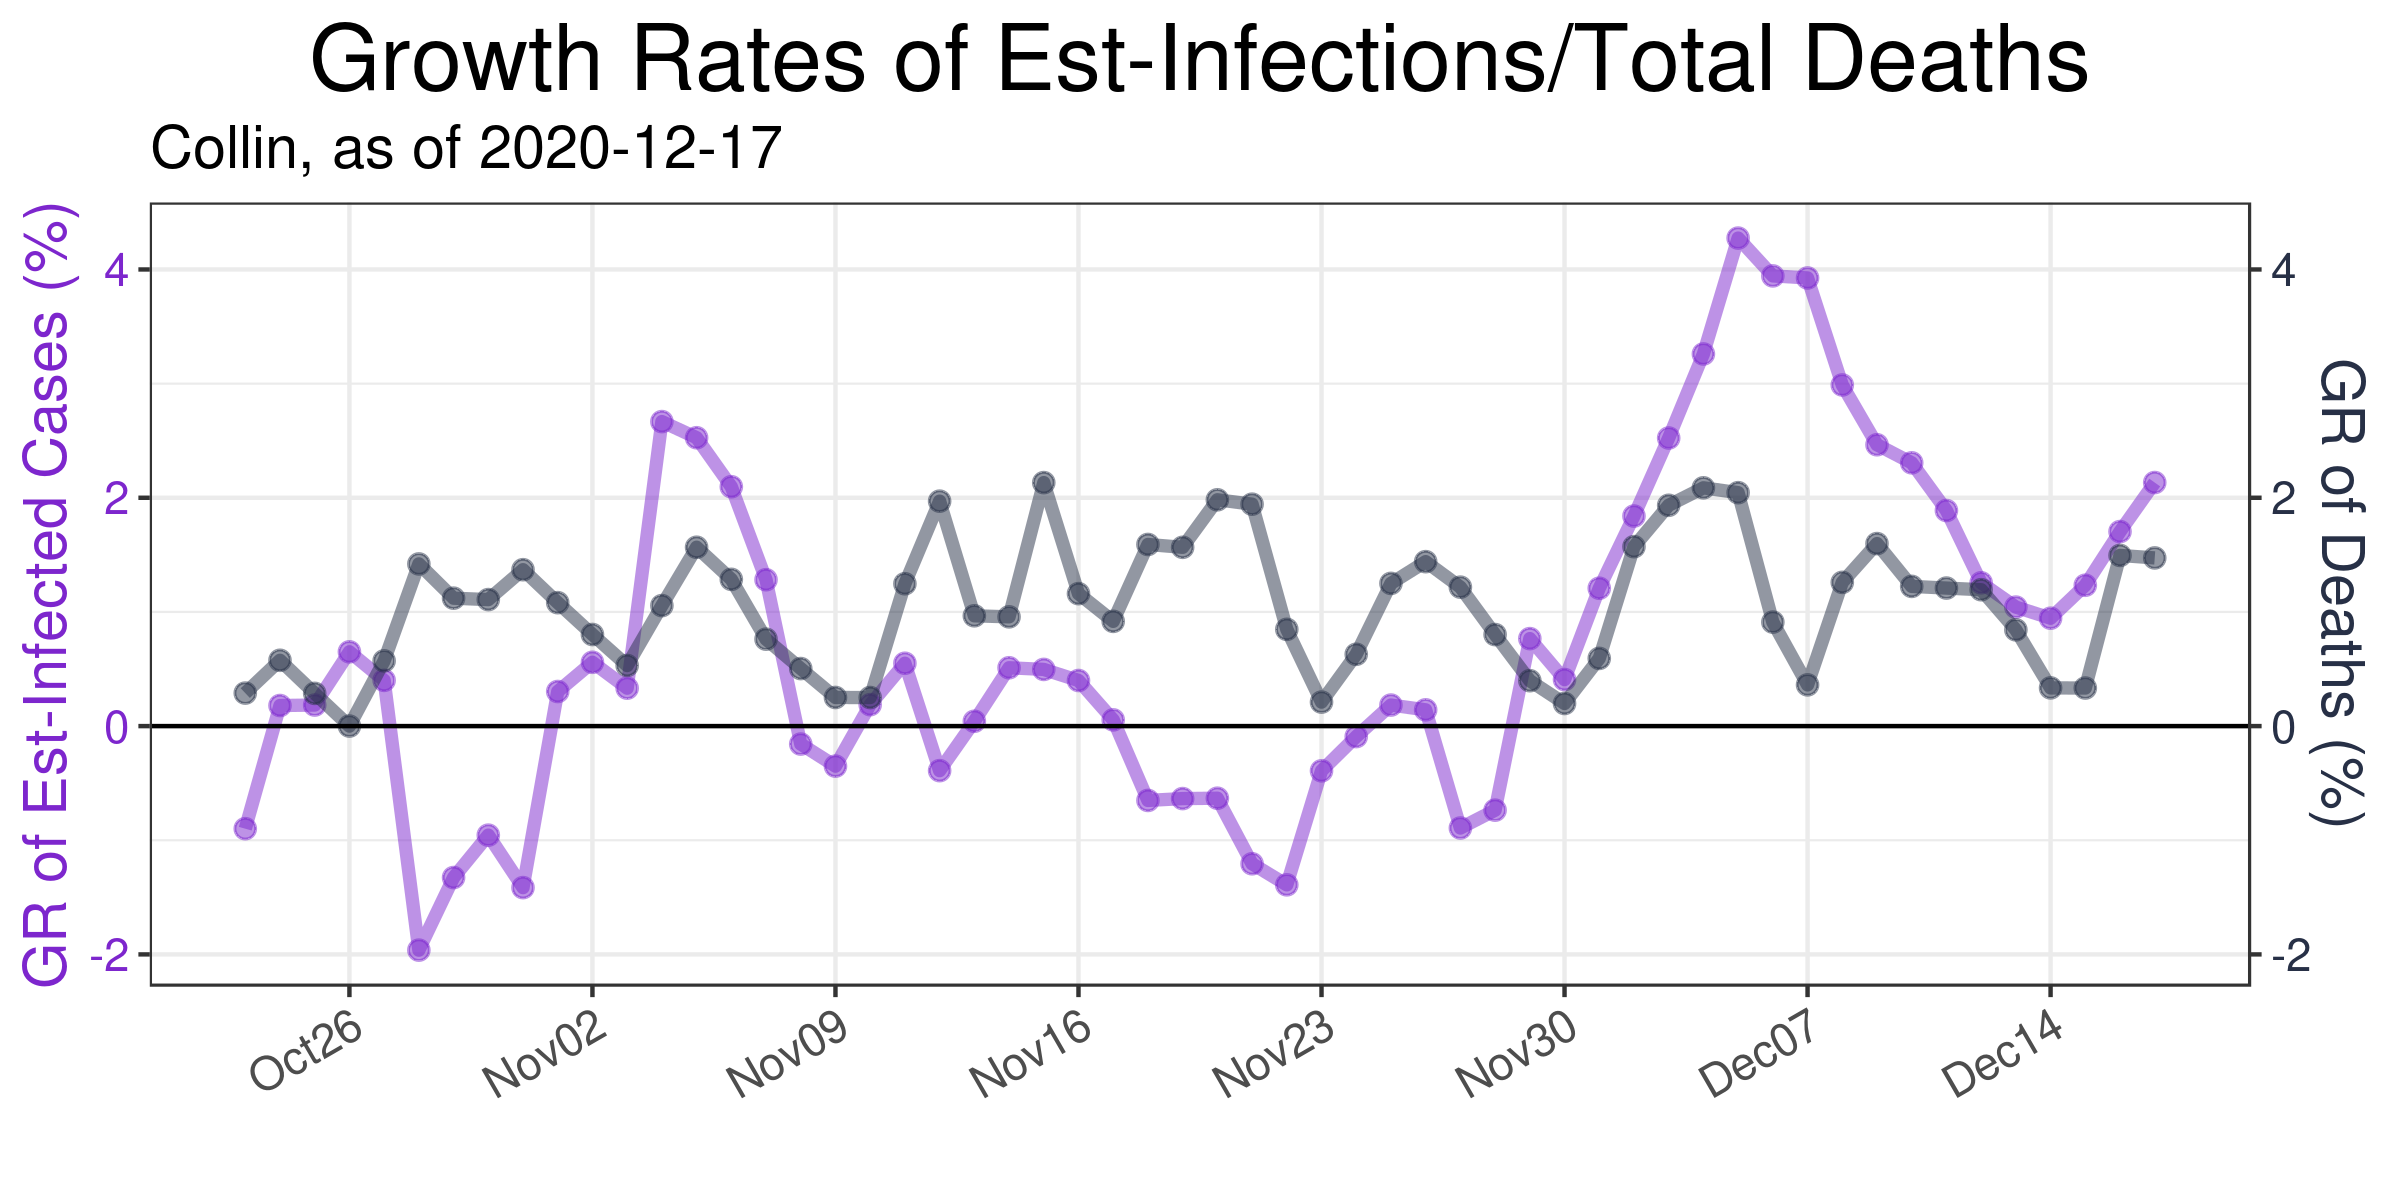 Growth Rates of Est-Infections/Total Deaths
Collin, as of 2020-12-17
GR of Est-Infected Cases (%)
4
2
0
-2
4
2
0
-2
GR of Deaths (%)
Oct26
Nov02
Nov09
Nov16
Nov23
Nov30
Dec07
Dec14